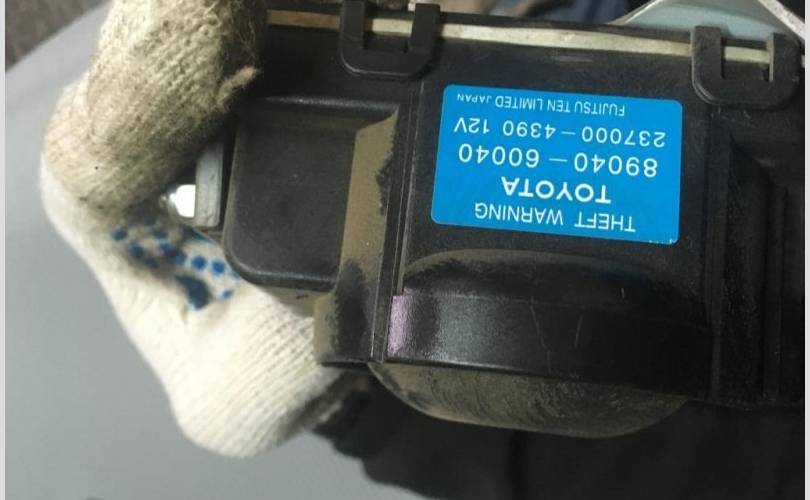 THEFT WARNING
TOYOTA
89040 — 60040
237000 — 4390 12V
FUJITSU TEN LIMITED JAPAN